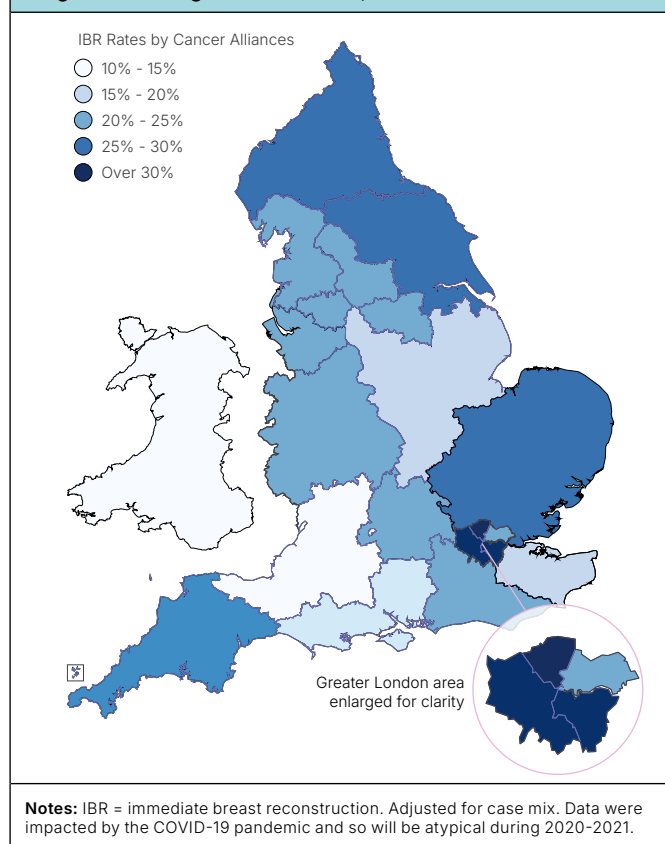 IBR Rates by Cancer Alliances
10% - 15%
15% - 20%
20% - 25%
25% - 30%
Over 30%
Greater London area
enlarged for clarity
Notes: IBR = immediate breast reconstruction. Adjusted for case mix. Data were
impacted by the COVID-19 pandemic and so will be atypical during 2020-2021.